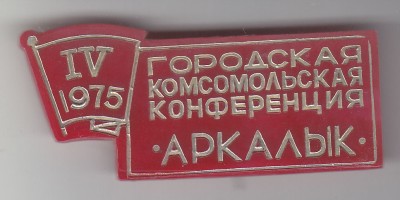 IV
1975
ГОРОДСКАЯ
КОМСОМОЛЬСКАЯ
КОНФЕРЕНЦИЯ
·АРКАЛЫК·